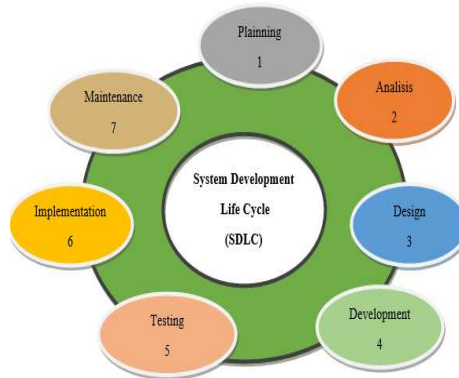 Plainning
1
Analisis
2
Design
3
Development
4
Testing
5
Implementation
6
Maintenance
7
System Development
Life Cycle
(SDLC)